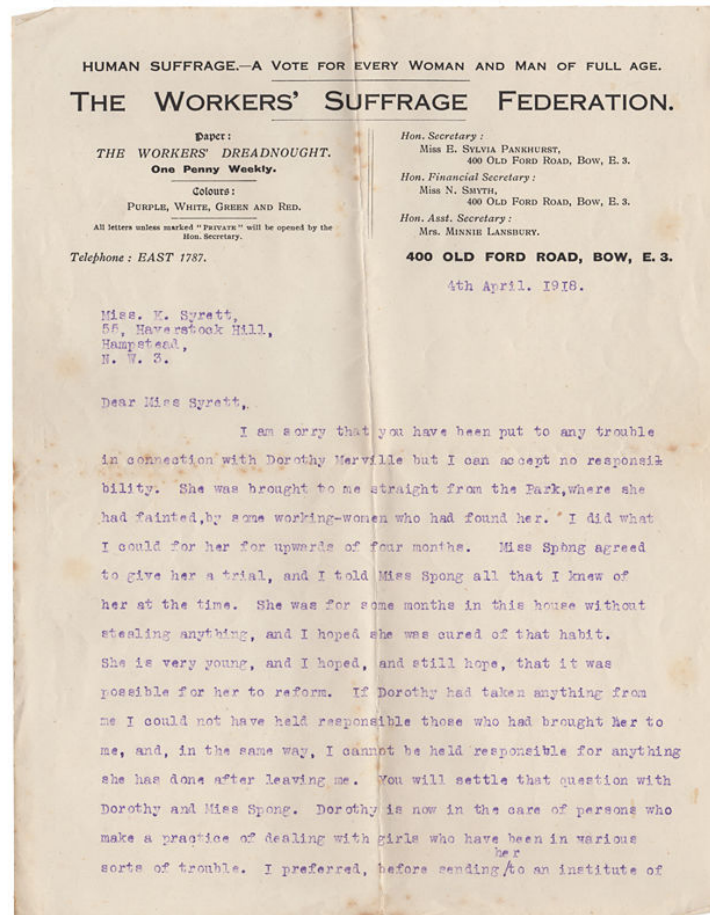 HUMAN SUFFRAGE.—A VOTE FOR EVERY WOMAN AND MAN OF FULL AGE.
THE WORKERS' SUFFRAGE FEDERATION.
Paper:
THE WORKERS' DREADNOUGHT.
One Penny Weekly.
Colours:
PURPLE, WHITE, GREEN AND RED.
All letters unless marked "PRIVATE" will be opened by the
Hon. Secretary.
Telephone: EAST 1787.
Hon. Secretary:
Miss E. SYLVIA PANKHURST,
400 OLD FORD ROAD, BOW, E. 3.
Hon. Financial Secretary:
Miss N. SMYTH,
400 OLD FORD ROAD, BOW, E. 3.
Hon. Asst. Secretary:
Mrs. MINNIE LANSBURY.
400 OLD FORD ROAD, BOW, E. 3.
4th April. 1918.
Miss. K. Syrett,
55, Haverstock Hill,
Hampstead,
N. W. 3.
Dear Miss Syrett,.
I am sorry that you have been put to any trouble
in connection with Dorothy Merville but I can accept no responsi-
bility. She was brought to me straight from the Park,where she
had fainted,by some working-women who had found her. I did what
I could for her for upwards of four months. Miss Spong agreed
to give her a trial, and I told Miss Spong all that I knew of
her at the time. She was for some months in this house without
stealing anything, and I hoped she was cured of that habit.
She is very young, and I hoped, and still hope, that it was
possible for her to reform. If Dorothy had taken anything from
me I could not have held responsible those who had brought her to
me, and, in the same way, I cannot be held responsible for anything
she has done after leaving me. You will settle that question with
Dorothy and Miss Spong. Dorothy is now in the care of persons who
make a practice of dealing with girls who have been in various
sorts of trouble. I preferred, before sending /her to an institute of